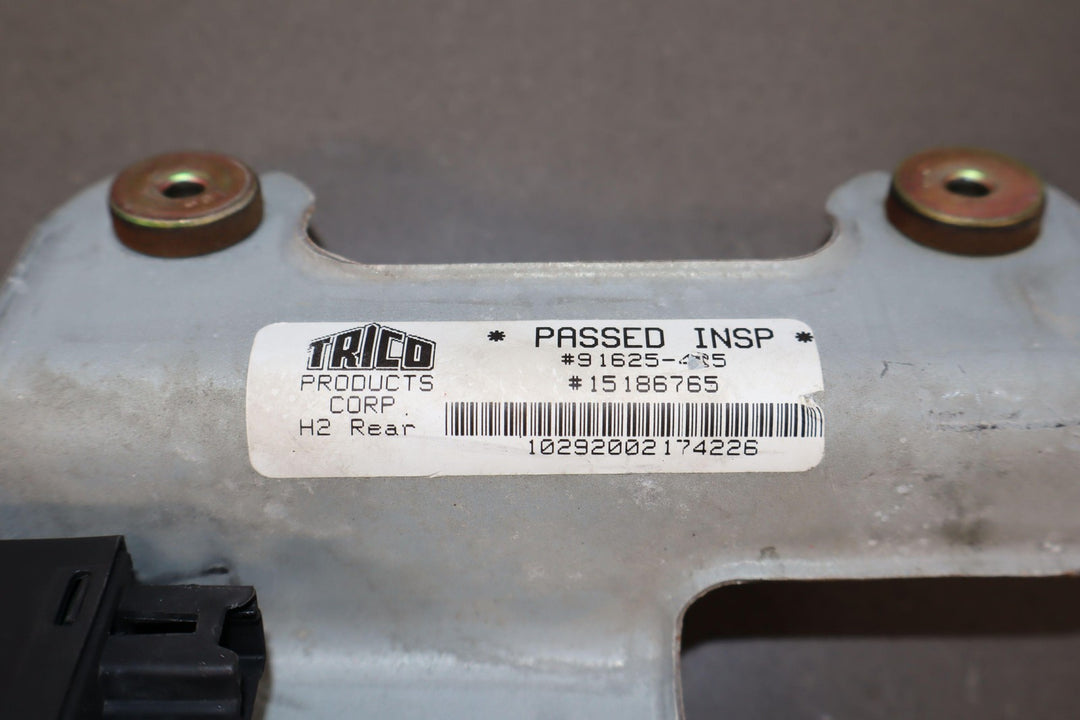 TRICO
PRODUCTS
CORP.
H2 Rear
* PASSED INSP *
#15186765
10292002174226